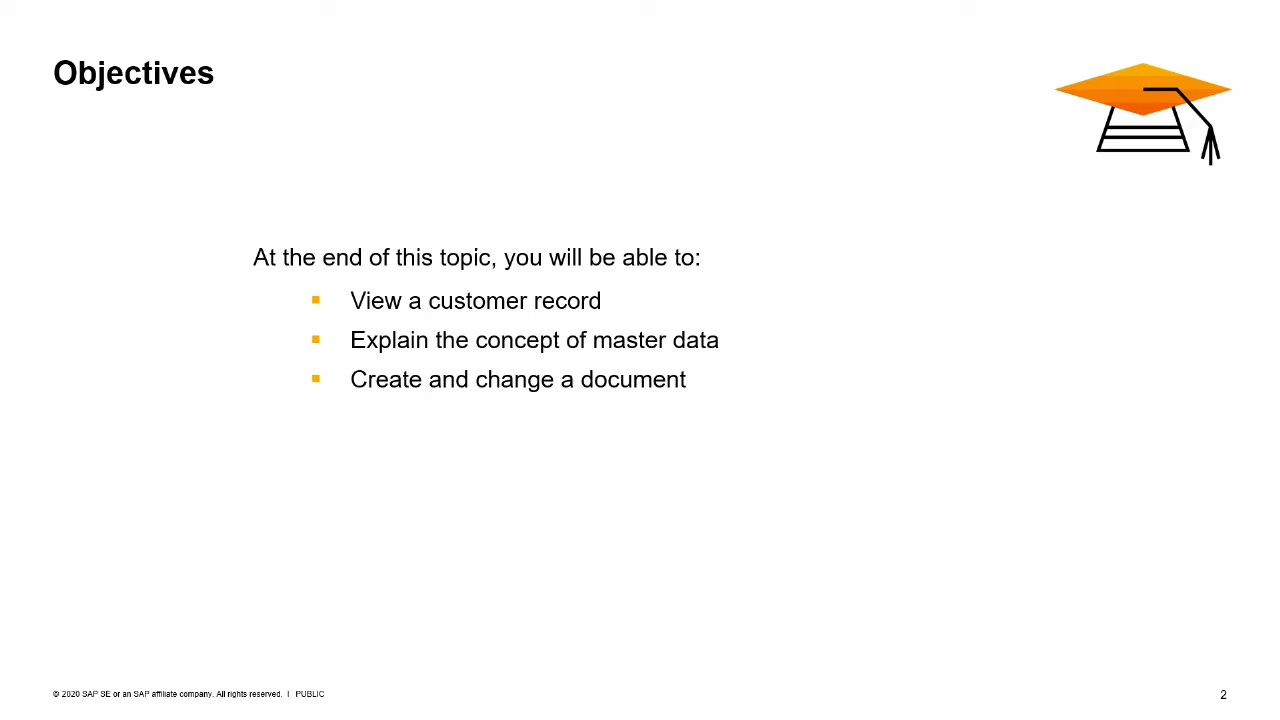 Objectives
At the end of this topic, you will be able to:
▪ View a customer record
▪ Explain the concept of master data
▪ Create and change a document
© 2020 SAP SE or an SAP affiliate company. All rights reserved. | PUBLIC
2